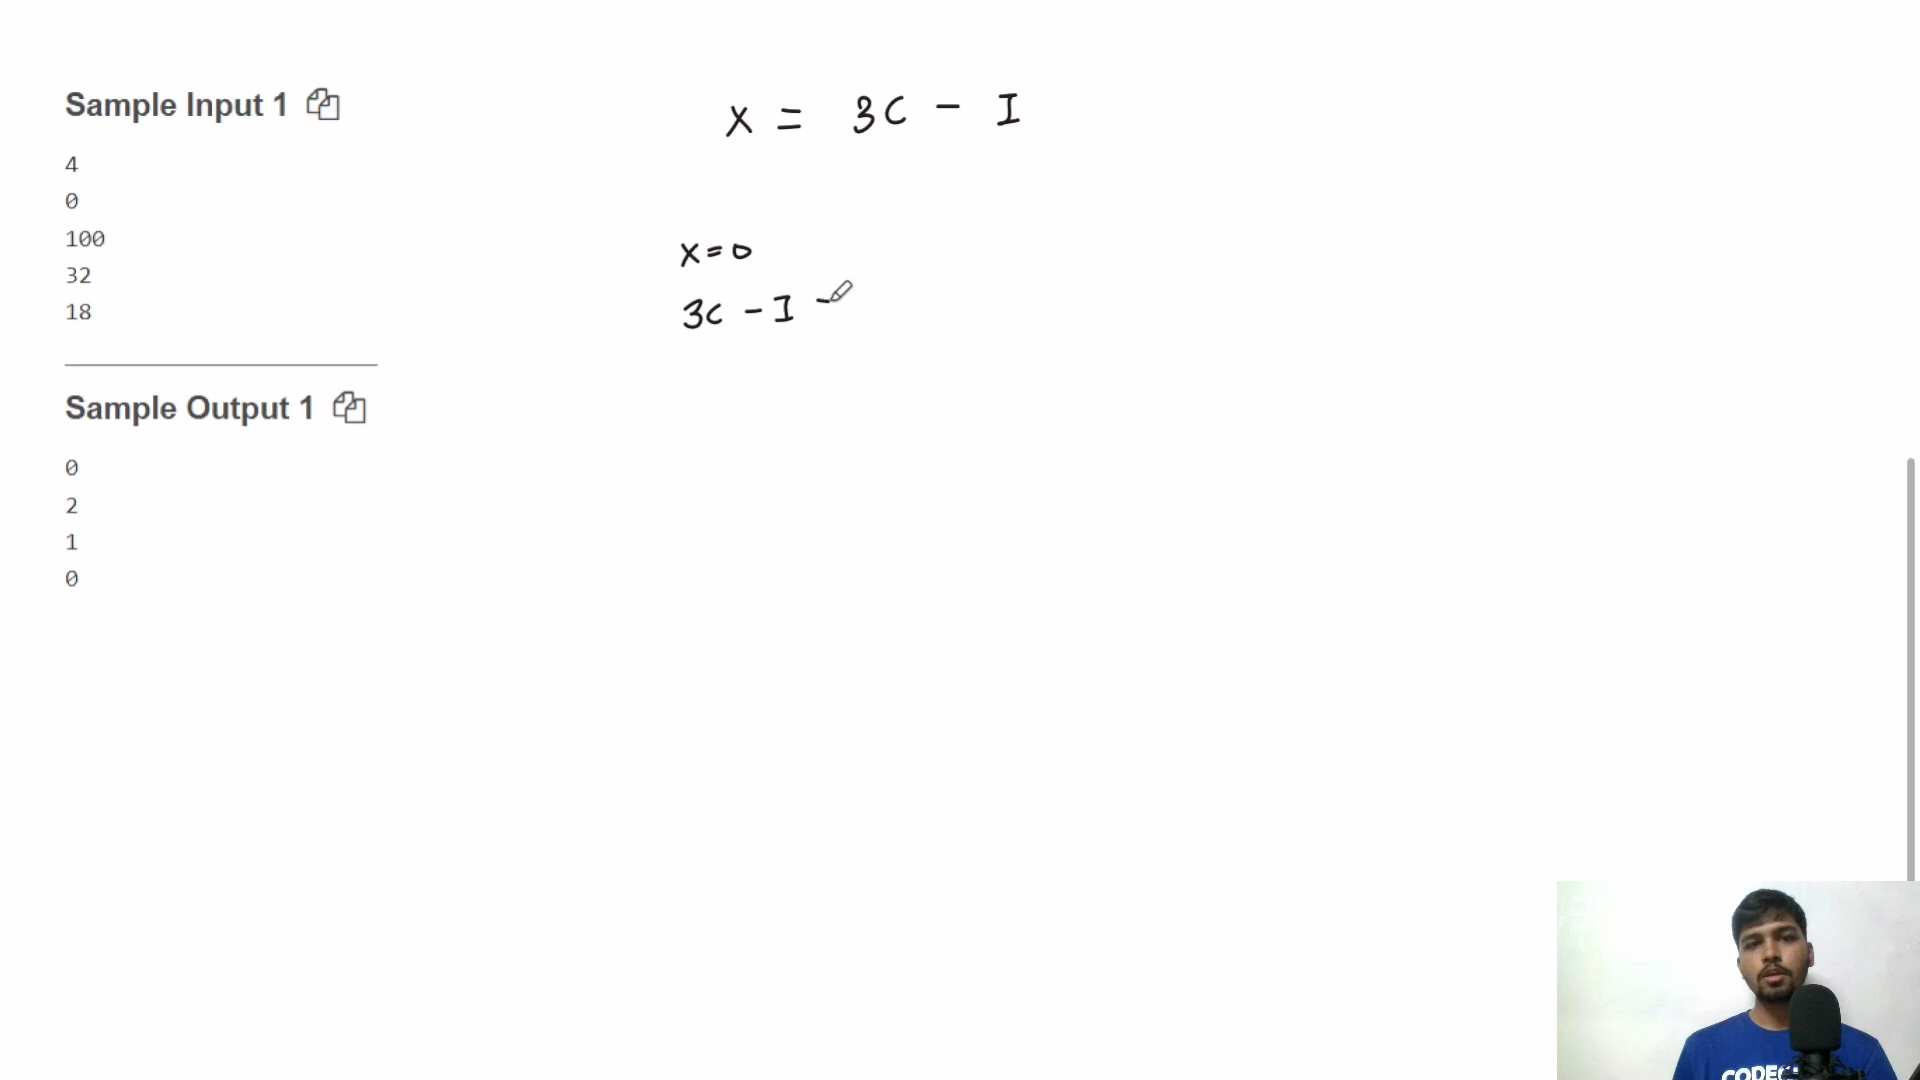 Sample Input 1
4
0
100
32
18
Sample Output 1
0
2
1
0
X = 3C - I
X = 0
3C - I =